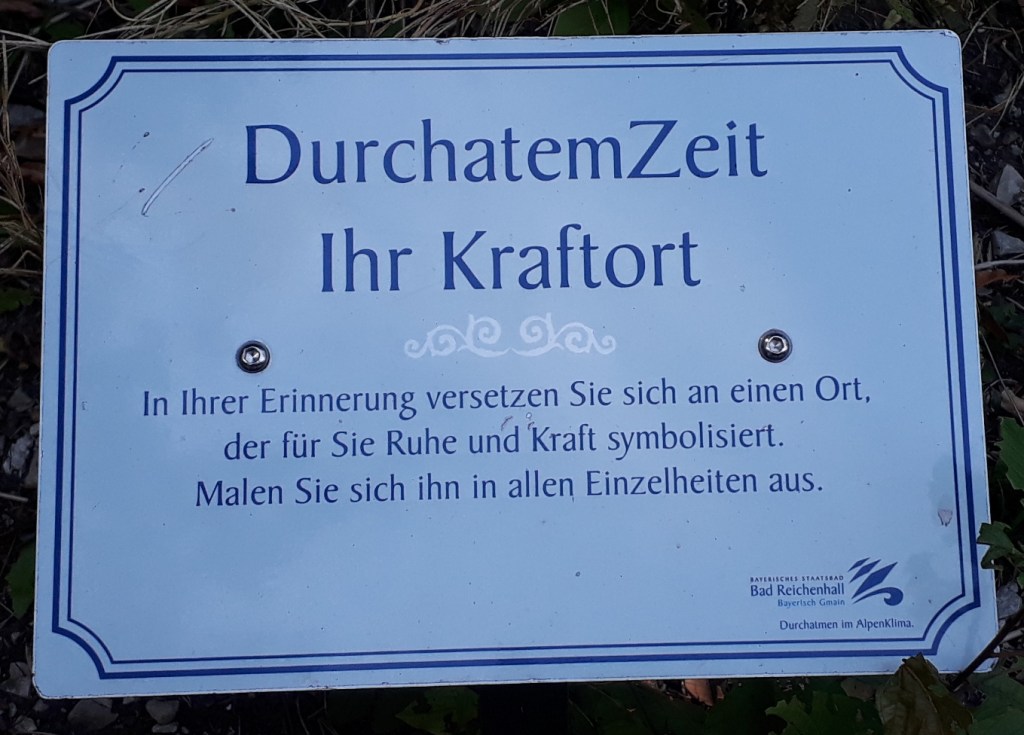 DurchatemZeit
Ihr Kraftort
In Ihrer Erinnerung versetzen Sie sich an einen Ort,
der für Sie Ruhe und Kraft symbolisiert.
Malen Sie sich ihn in allen Einzelheiten aus.
BAYERISCHES STAATSBAD
Bad Reichenhall
Bayerisch Gmain
Durchatmen im AlpenKlima.